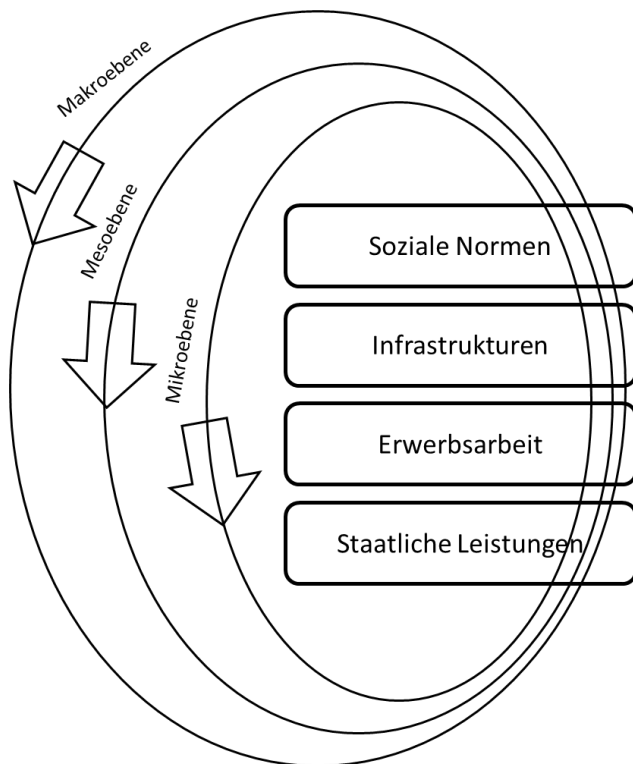 Makroebene
Mesoebene
Mikroebene
Soziale Normen
Infrastrukturen
Erwerbsarbeit
Staatliche Leistungen